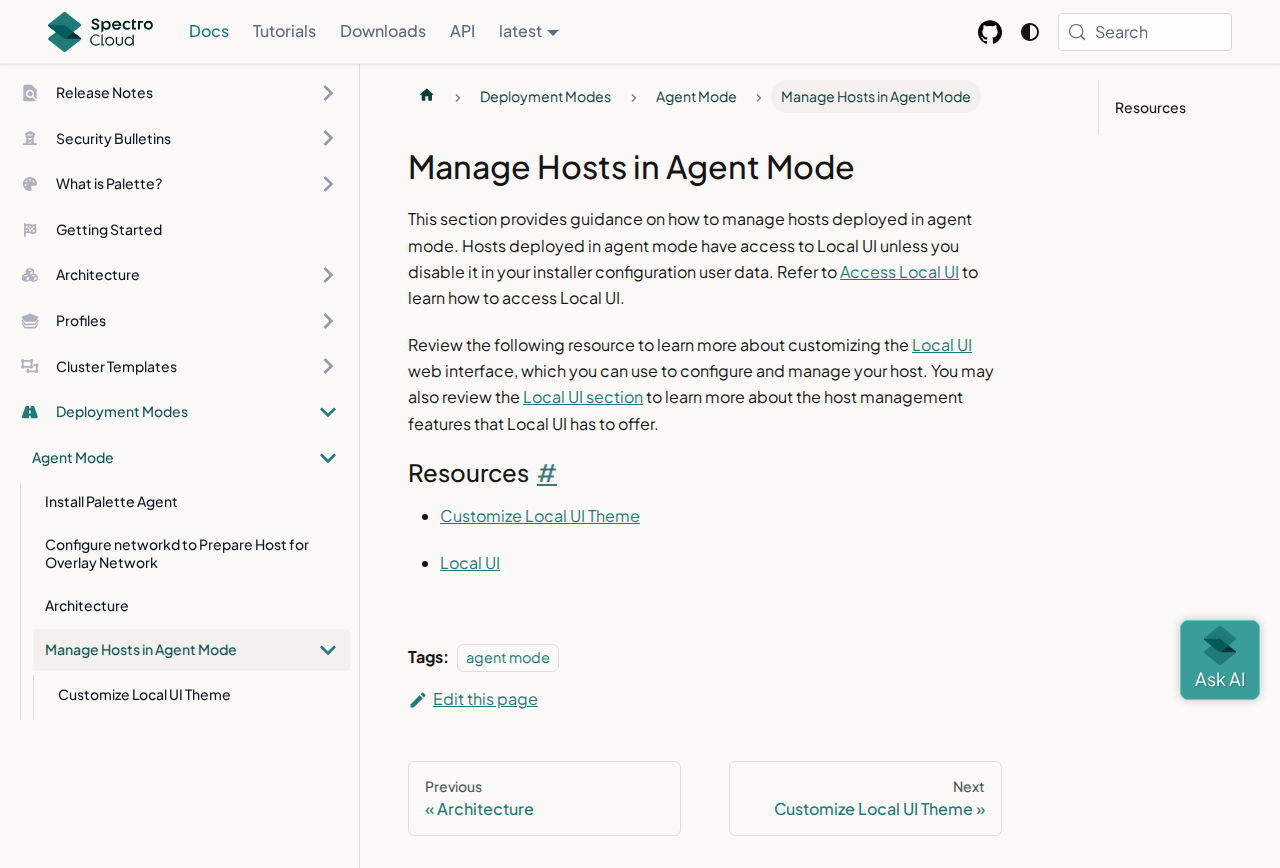 Spectro
Cloud
Docs
Tutorials
Downloads
API
latest
Search
Release Notes
Security Bulletins
What is Palette?
Getting Started
Architecture
Profiles
Cluster Templates
Deployment Modes
Agent Mode
Install Palette Agent
Configure networkd to Prepare Host for
Overlay Network
Architecture
Manage Hosts in Agent Mode
Customize Local UI Theme
Deployment Modes
Agent Mode
Manage Hosts in Agent Mode
Manage Hosts in Agent Mode
This section provides guidance on how to manage hosts deployed in agent
mode. Hosts deployed in agent mode have access to Local UI unless you
disable it in your installer configuration user data. Refer to Access Local UI to
learn how to access Local UI.
Review the following resource to learn more about customizing the Local UI
web interface, which you can use to configure and manage your host. You may
also review the Local UI section to learn more about the host management
features that Local UI has to offer.
Resources #
Customize Local UI Theme
Local UI
Tags: agent mode
Edit this page
Previous
« Architecture
Next
Customize Local UI Theme »
Resources
Ask AI